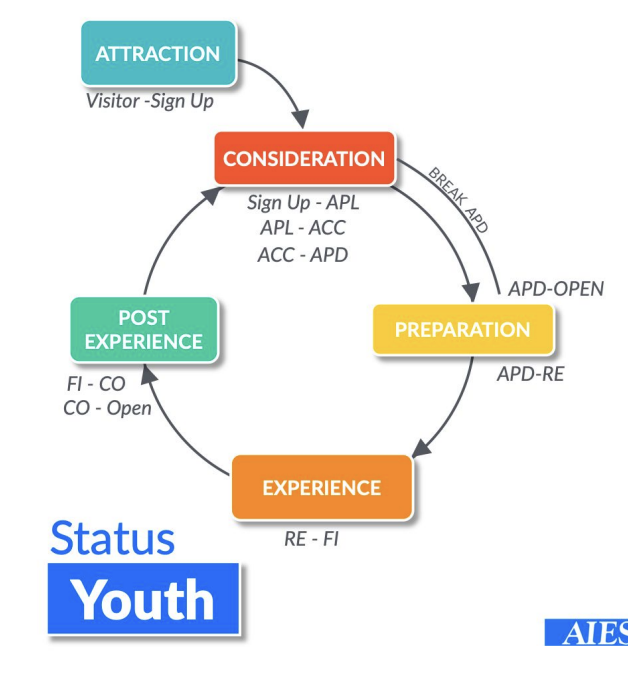 ATTRACTION
Visitor -Sign Up
CONSIDERATION
Sign Up - APL
APL - ACC
ACC - APD
BREAK APD
APD-OPEN
PREPARATION
APD-RE
POST
EXPERIENCE
FI - CO
CO - Open
EXPERIENCE
RE - FI
Status
Youth
AIES